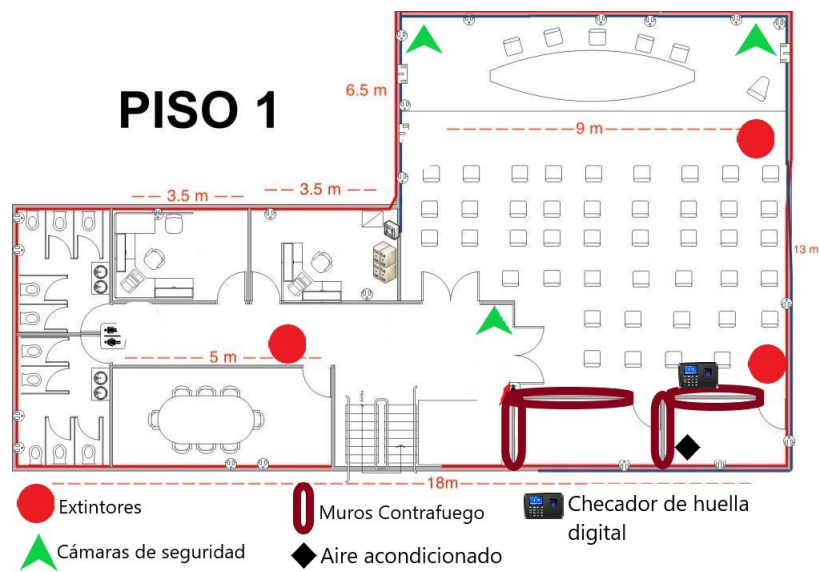 PISO 1
6.5 m
9 m
3.5 m
3.5 m
13 m
5 m
18m
Extintores
Muros Contrafuego
Checador de huella
digital
Cámaras de seguridad
Aire acondicionado